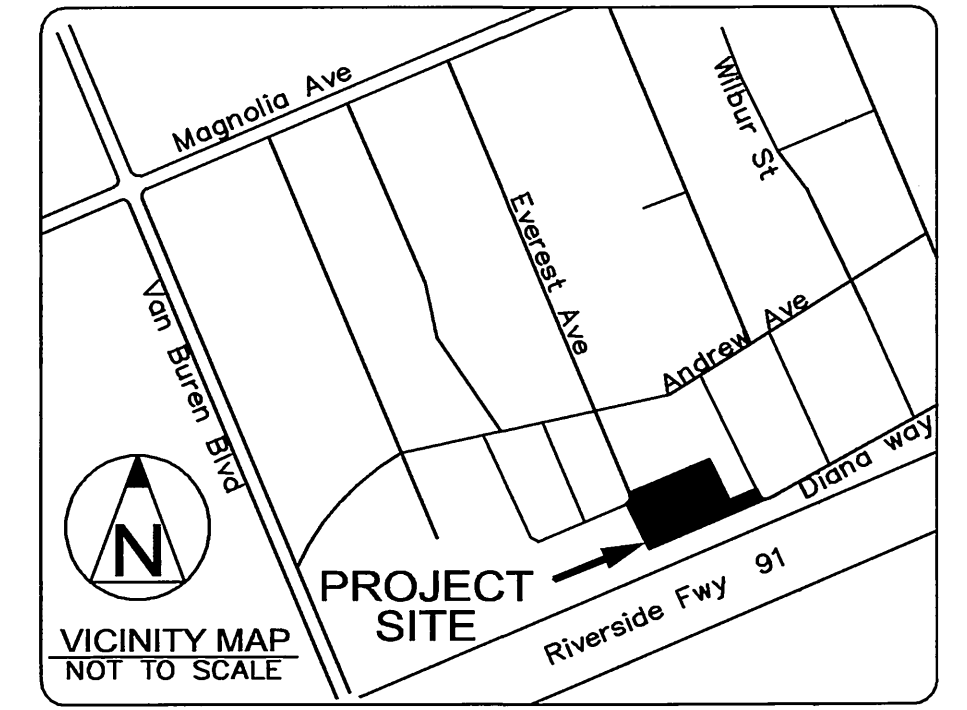 Magnolia Ave
Wilbur St
Everest Ave
Van Buren Blvd
Andrew Ave
Diana way
N
PROJECT
SITE
Riverside Fwy 91
VICINITY MAP
NOT TO SCALE